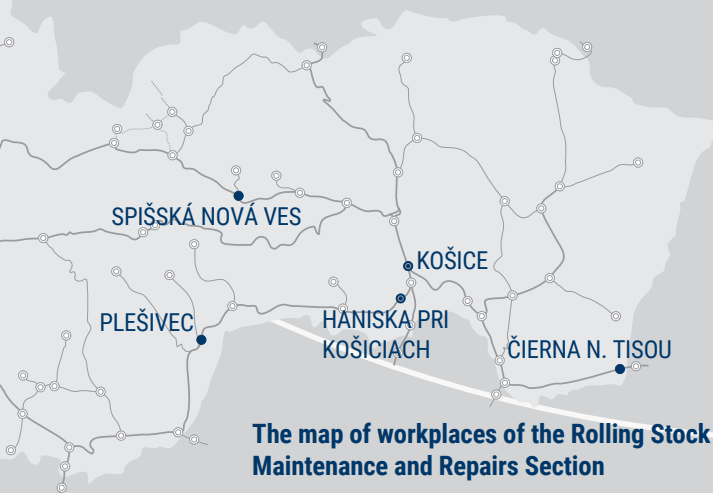 SPIŠSKÁ NOVÁ VES
KOŠICE
PLEŠIVEC
HANISKA PRI
KOŠICIACH
ČIERNA N. TISOU
The map of workplaces of the Rolling Stock
Maintenance and Repairs Section